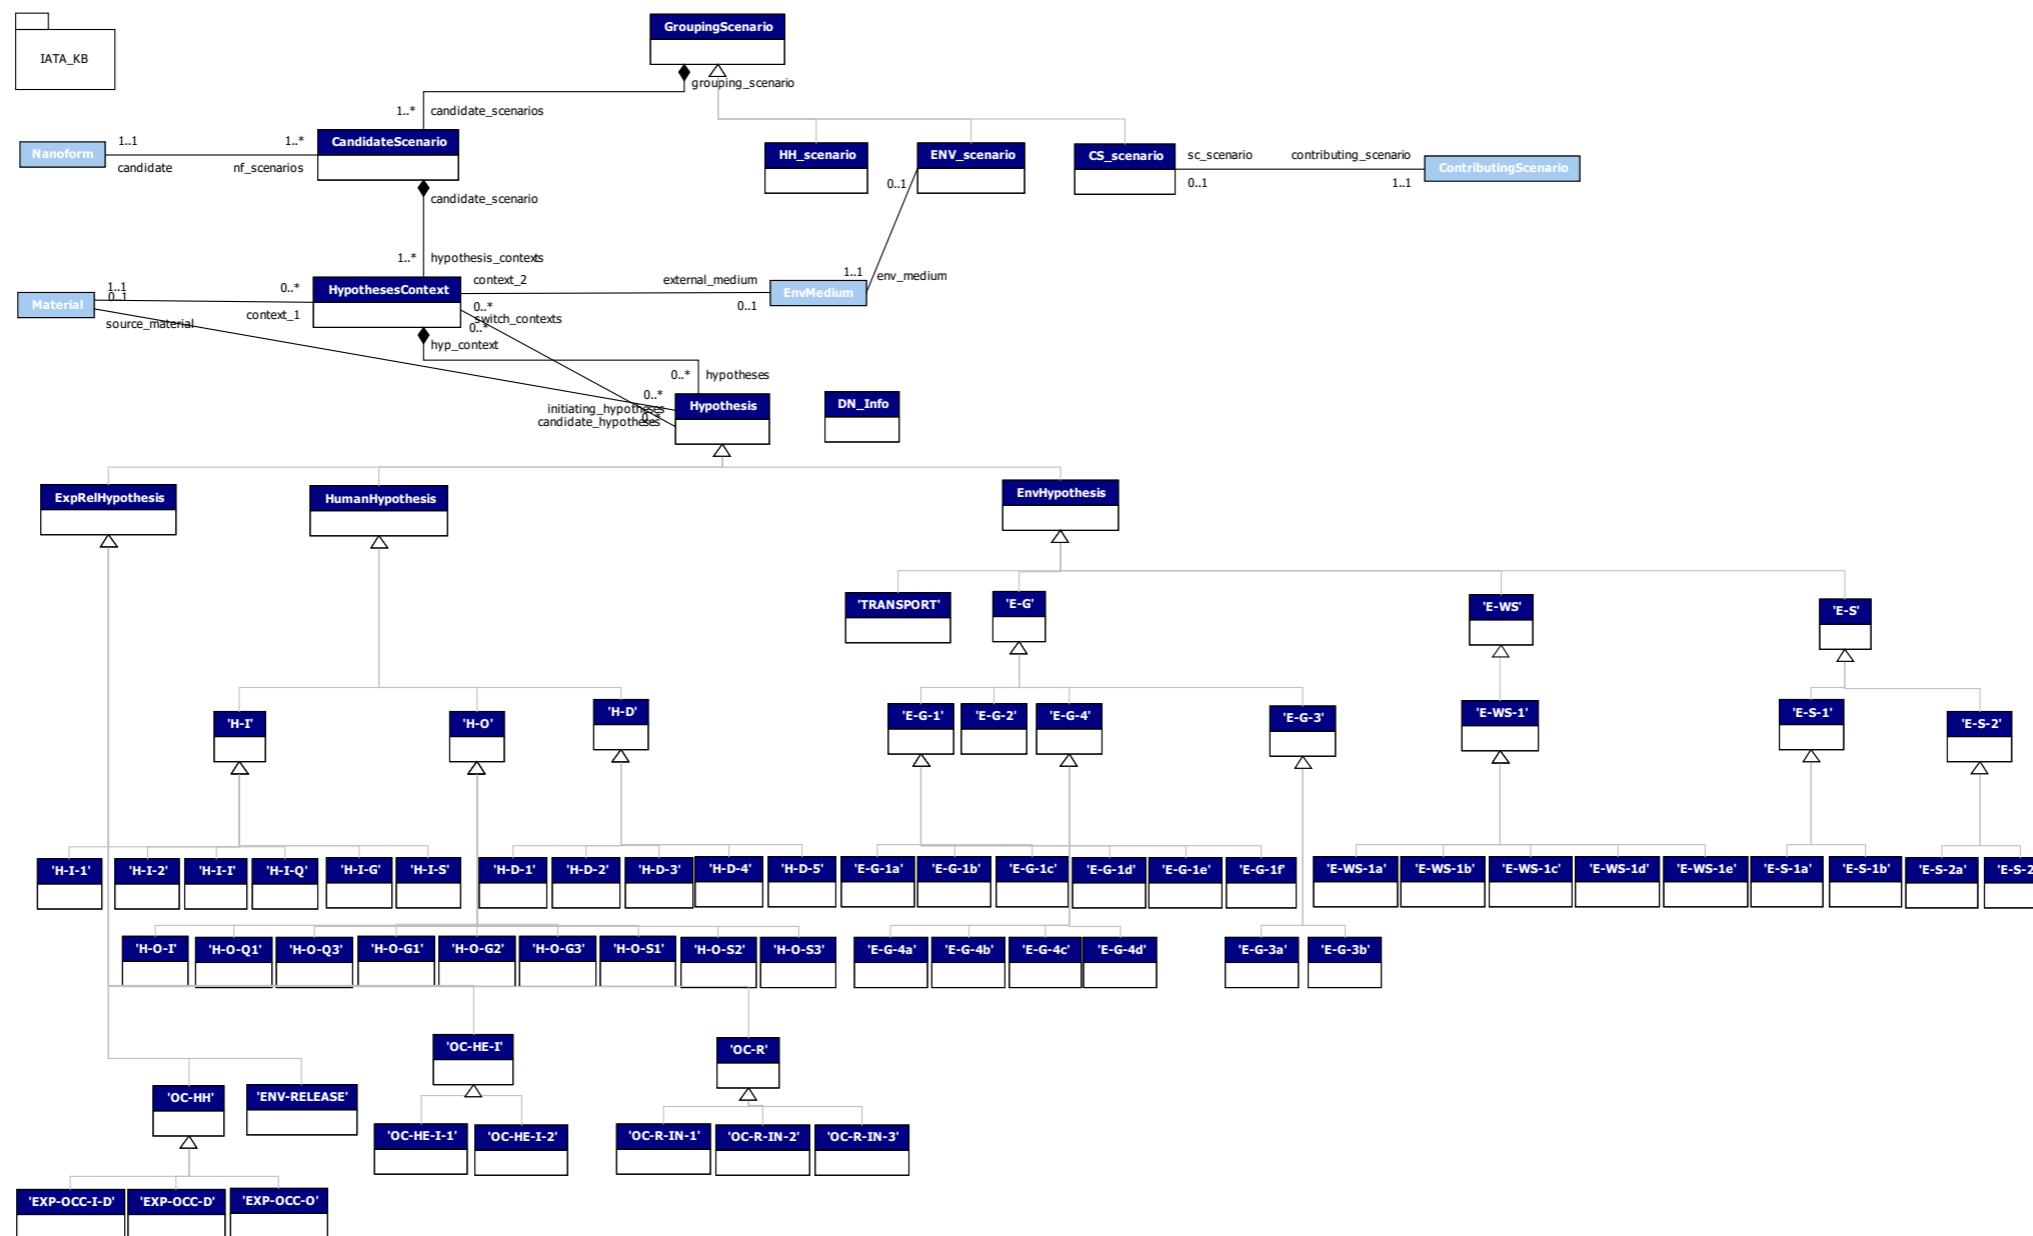 GroupingScenario
IATA_KB
grouping_scenario
1..* candidate_scenarios
Nanoform 1..1 1..* CandidateScenario
candidate nf_scenarios
HH_scenario ENV_scenario CS_scenario
sc_scenario contributing_scenario ContributingScenario
0..1 0..1 1..1
candidate_scenario
1..* hypothesis_contexts
Material 1..1 0..* HypothesesContext context_2 external_medium 1..1 env_medium
0..1 EnvMedium
source_material context_1 0..* switch_contexts 0..1
0..*
hyp_context
0..* hypotheses
0..*
initiating_hypotheses Hypothesis DN_Info
candidate_hypotheses 0..*
ExpRelHypothesis HumanHypothesis EnvHypothesis
'TRANSPORT' 'E-G' 'E-WS' 'E-S'
'H-I' 'H-O' 'H-D' 'E-G-1' 'E-G-2' 'E-G-4' 'E-G-3' 'E-WS-1' 'E-S-1' 'E-S-2'
'H-I-1' 'H-I-2' 'H-I-I' 'H-I-Q' 'H-I-G' 'H-I-S' 'H-D-1' 'H-D-2' 'H-D-3' 'H-D-4' 'H-D-5' 'E-G-1a' 'E-G-1b' 'E-G-1c' 'E-G-1d' 'E-G-1e' 'E-G-1f' 'E-WS-1a' 'E-WS-1b' 'E-WS-1c' 'E-WS-1d' 'E-WS-1e' 'E-S-1a' 'E-S-1b' 'E-S-2a' 'E-S-2
'H-O-I' 'H-O-Q1' 'H-O-Q3' 'H-O-G1' 'H-O-G2' 'H-O-G3' 'H-O-S1' 'H-O-S2' 'H-O-S3' 'E-G-4a' 'E-G-4b' 'E-G-4c' 'E-G-4d' 'E-G-3a' 'E-G-3b'
'OC-HE-I' 'OC-R'
'OC-HH' 'ENV-RELEASE'
'OC-HE-I-1' 'OC-HE-I-2' 'OC-R-IN-1' 'OC-R-IN-2' 'OC-R-IN-3'
'EXP-OCC-I-D' 'EXP-OCC-D' 'EXP-OCC-O'